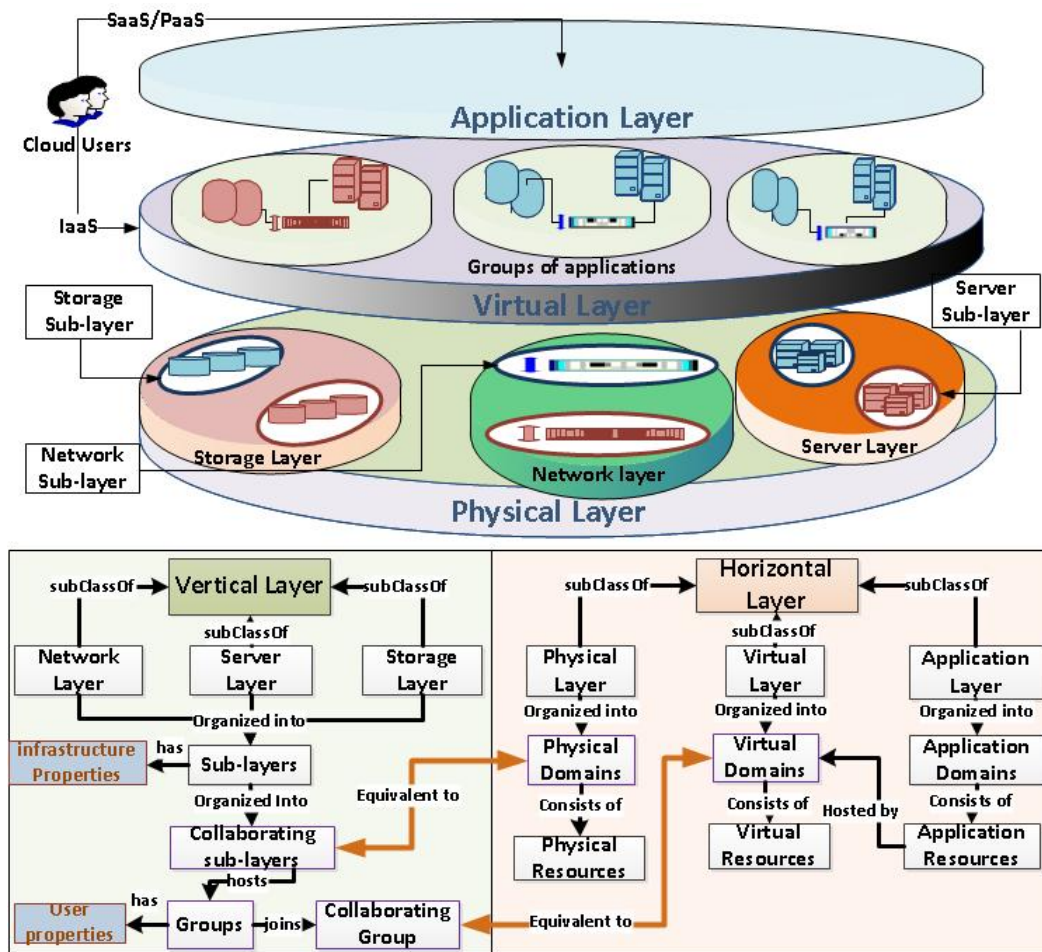 SaaS/PaaS
Cloud Users
Application Layer
IaaS
Groups of applications
Virtual Layer
Storage
Sub-layer
Server
Sub-layer
Storage Layer
Server Layer
Network
Sub-layer
Network layer
Physical Layer
Vertical Layer
subClassOf
subClassOf
subClassOf
Network
Layer
Server
Layer
Storage
Layer
Organized into
infrastructure
Properties
has
Sub-layers
Organized Into
Collaborating
sub-layers
hosts
User
properties
has
Groups
joins
Collaborating
Group
Equivalent to
Equivalent to
Horizontal
Layer
subClassOf
subClassOf
subClassOf
Physical
Layer
Virtual
Layer
Application
Layer
Organized into
Organized into
Organized into
Physical
Domains
Virtual
Domains
Application
Domains
Consists of
Consists of
Hosted by
Consists of
Physical
Resources
Virtual
Resources
Application
Resources